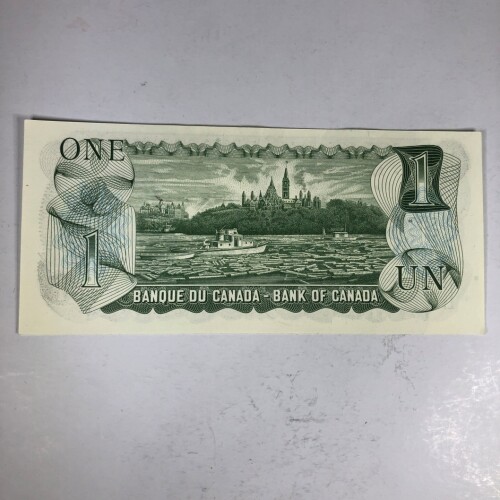 ONE
1
1
UN
BANQUE DU CANADA - BANK OF CANADA